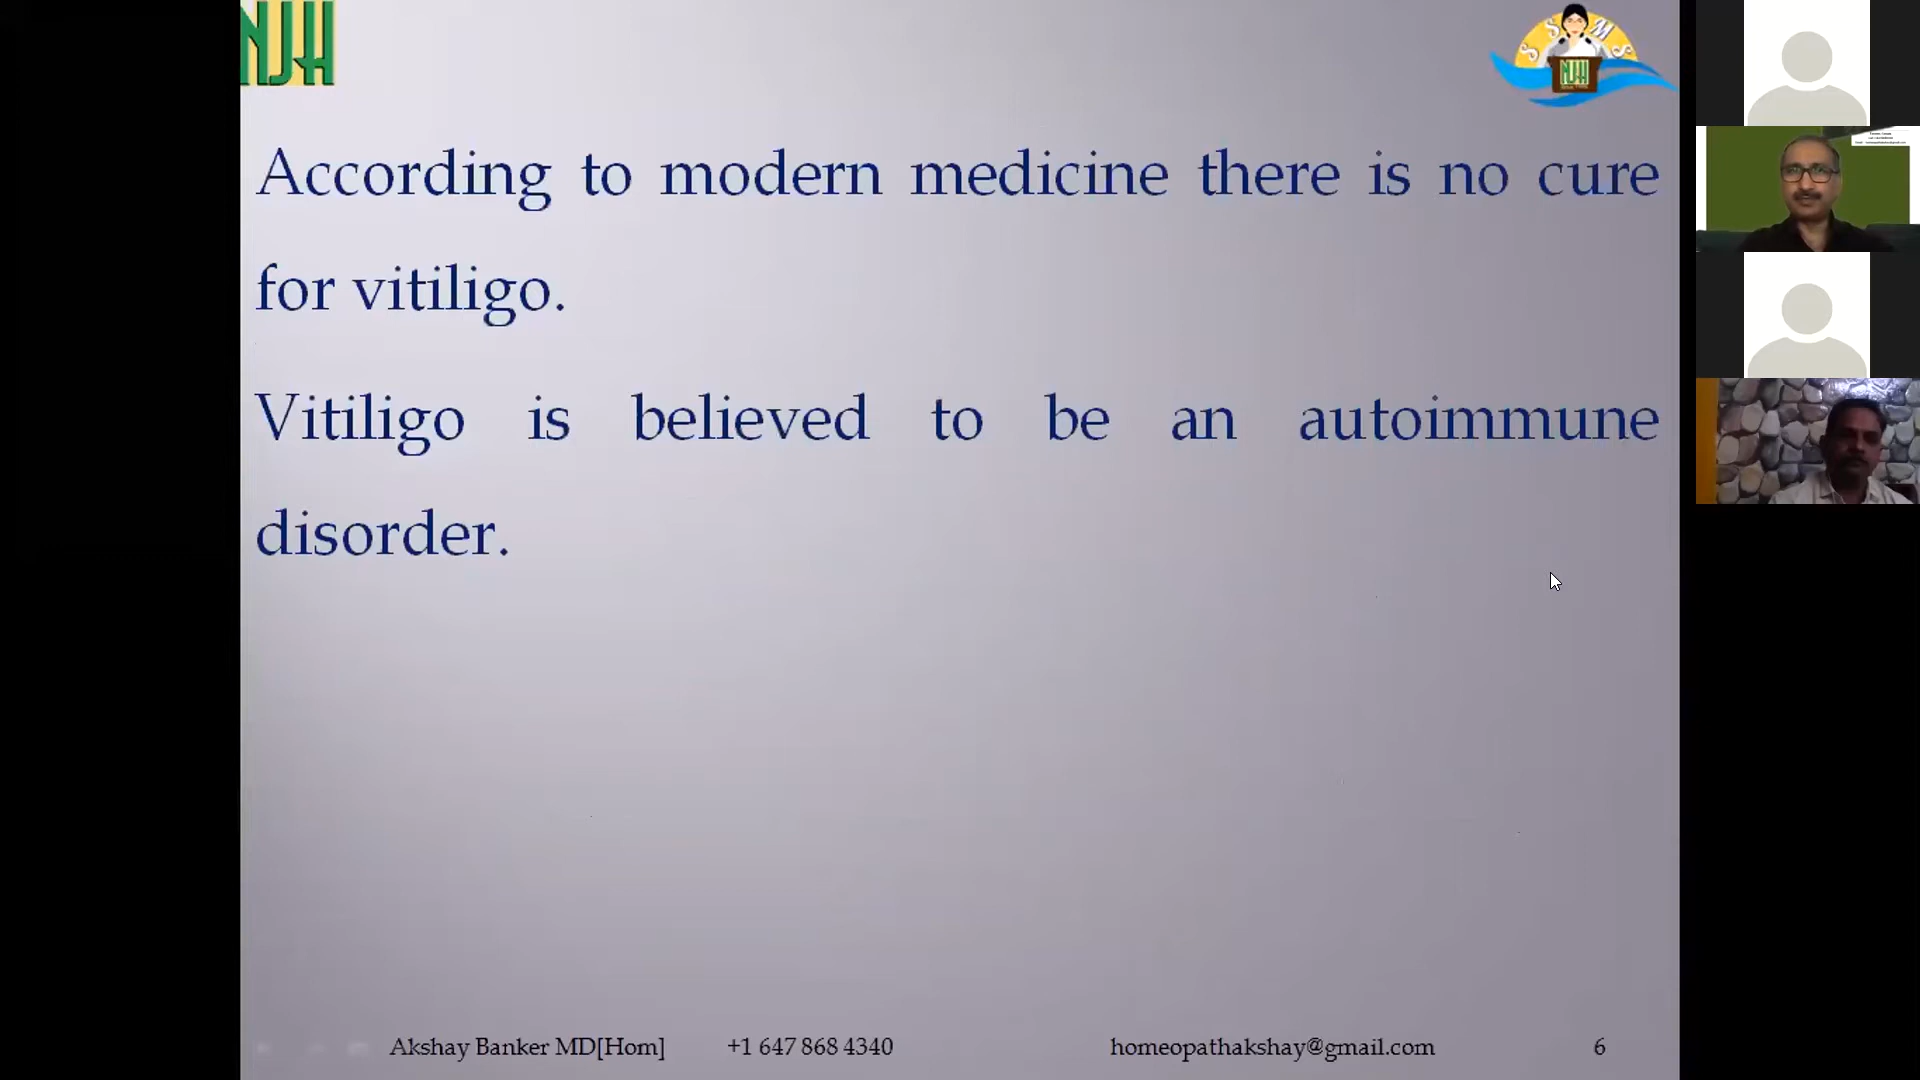 NJH
S S M S
NJH
According to modern medicine there is no cure
for vitiligo.
Vitiligo is believed to be an autoimmune
disorder.
Akshay Banker MD[Hom] +1 647 868 4340 homeopathakshay@gmail.com 6